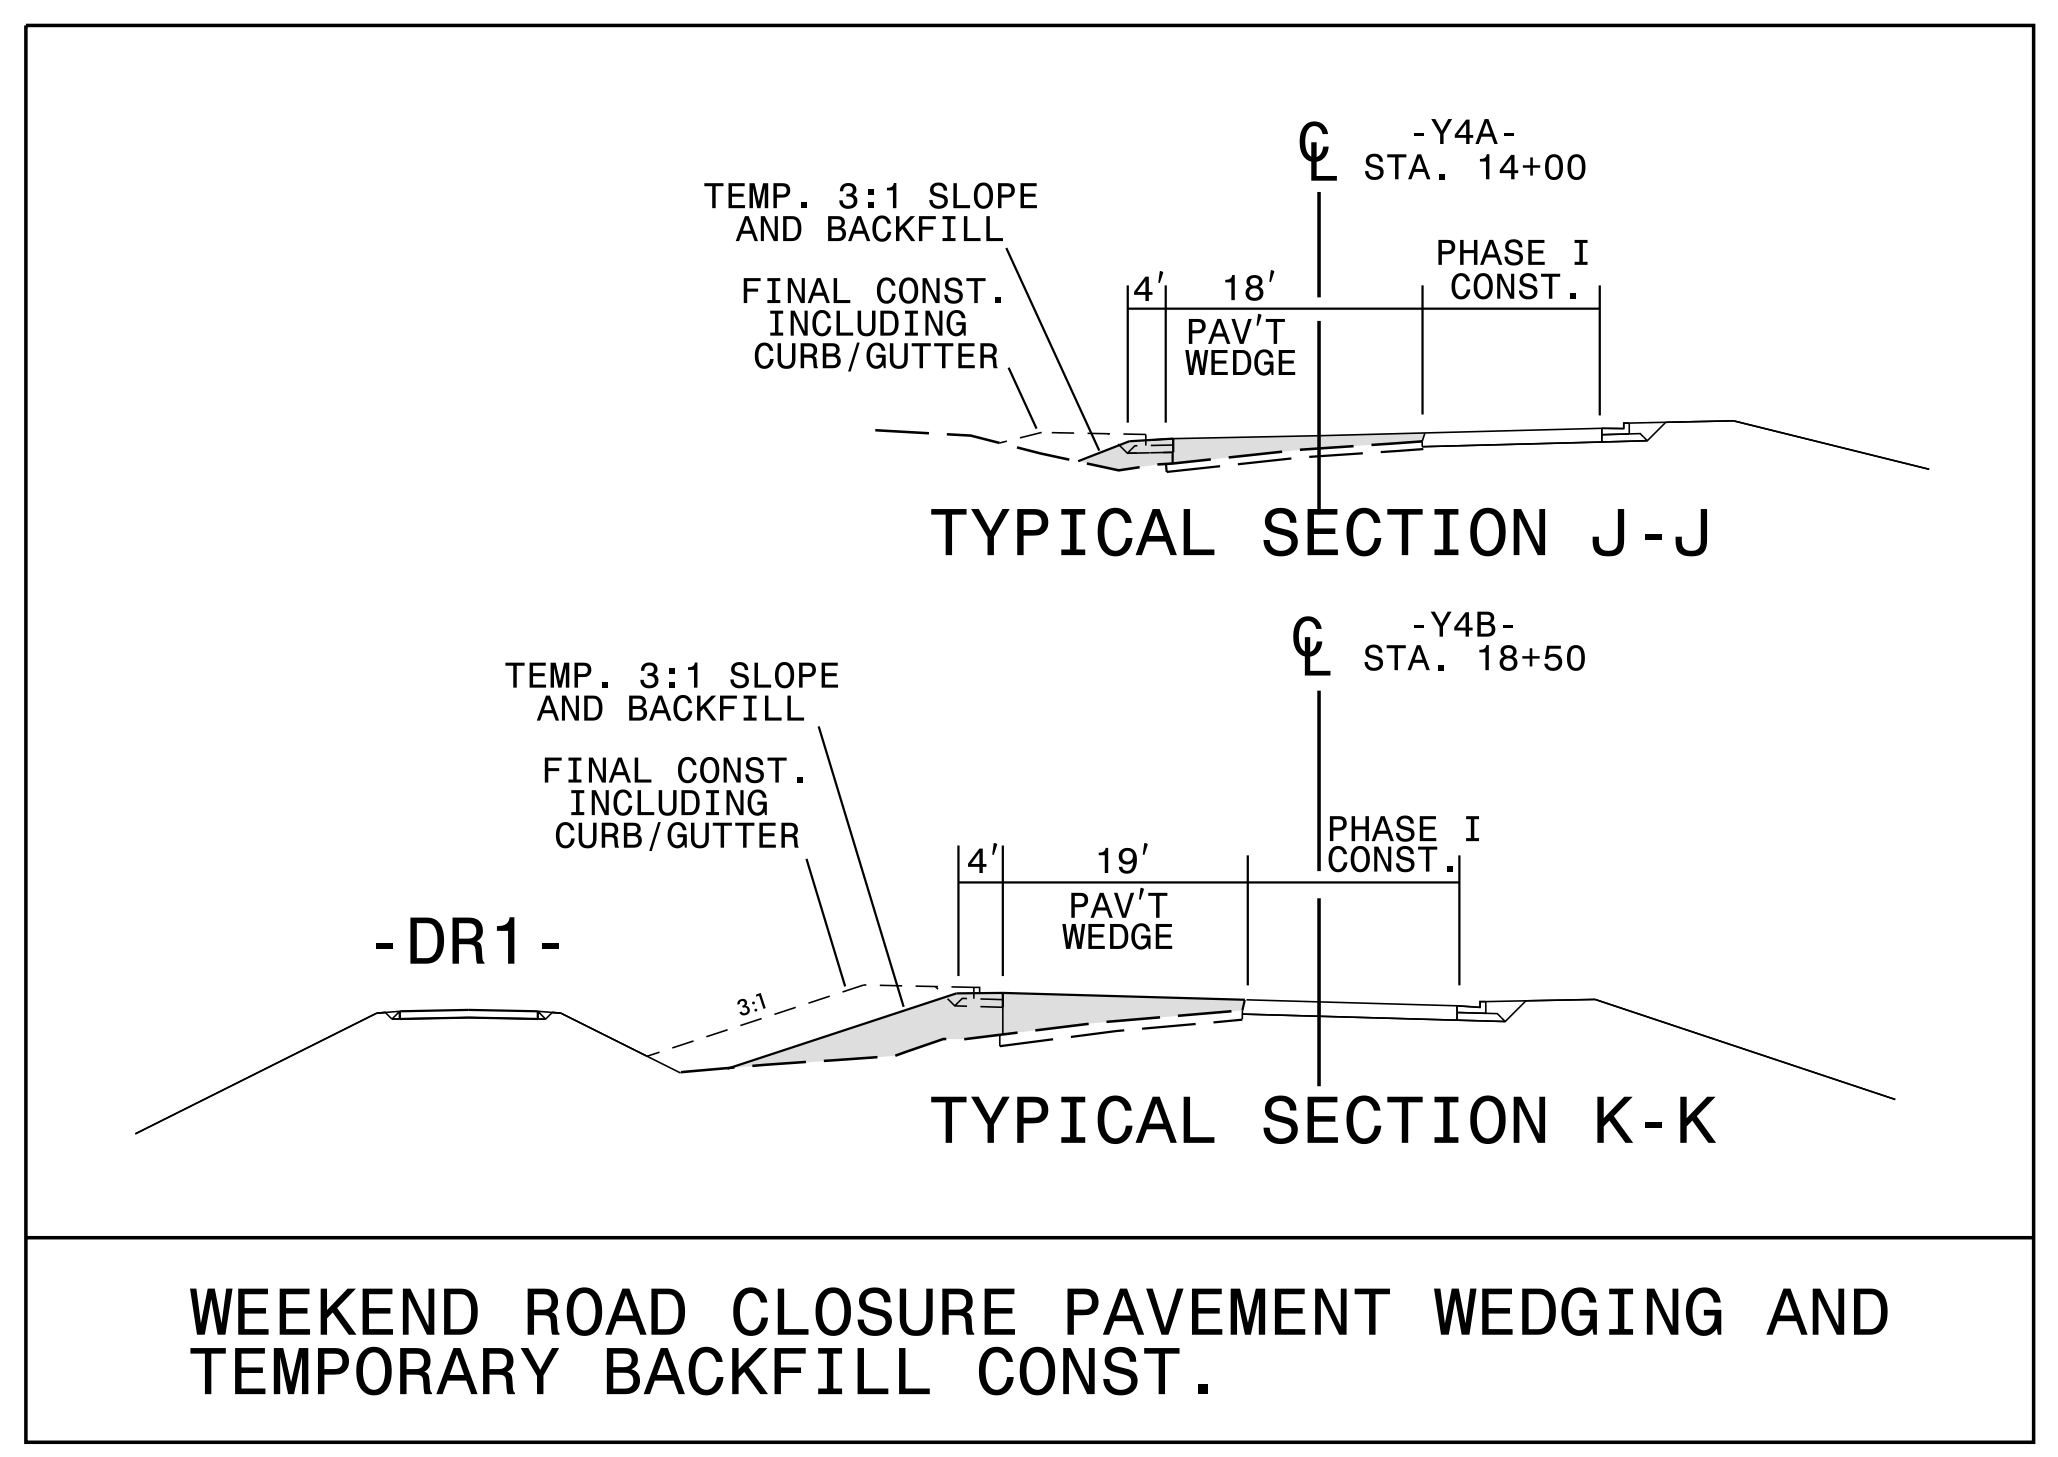 ℄
-Y4A-
STA. 14+00
TEMP. 3:1 SLOPE
AND BACKFILL
FINAL CONST.
INCLUDING
CURB/GUTTER
4'
18'
PAV'T
WEDGE
PHASE I
CONST.
TYPICAL SECTION J-J
℄
-Y4B-
STA. 18+50
TEMP. 3:1 SLOPE
AND BACKFILL
FINAL CONST.
INCLUDING
CURB/GUTTER
4'
19'
PAV'T
WEDGE
PHASE I
CONST.
-DR1-
3:1
TYPICAL SECTION K-K
WEEKEND ROAD CLOSURE PAVEMENT WEDGING AND
TEMPORARY BACKFILL CONST.